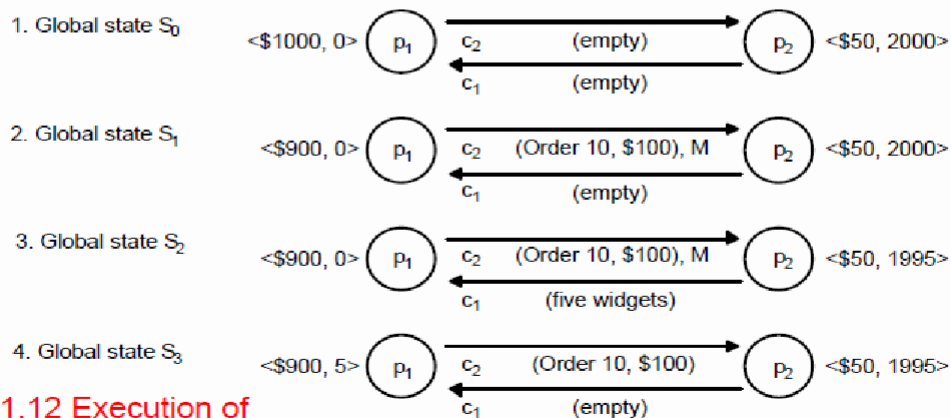 1. Global state S₀
<$1000, 0> p₁ c₂ (empty) p₂ <$50, 2000>
c₁ (empty)
2. Global state S₁
<$900, 0> p₁ c₂ (Order 10, $100), M p₂ <$50, 2000>
c₁ (empty)
3. Global state S₂
<$900, 0> p₁ c₂ (Order 10, $100), M p₂ <$50, 1995>
c₁ (five widgets)
4. Global state S₃
<$900, 5> p₁ c₂ (Order 10, $100) p₂ <$50, 1995>
c₁ (empty)
1.12 Execution of